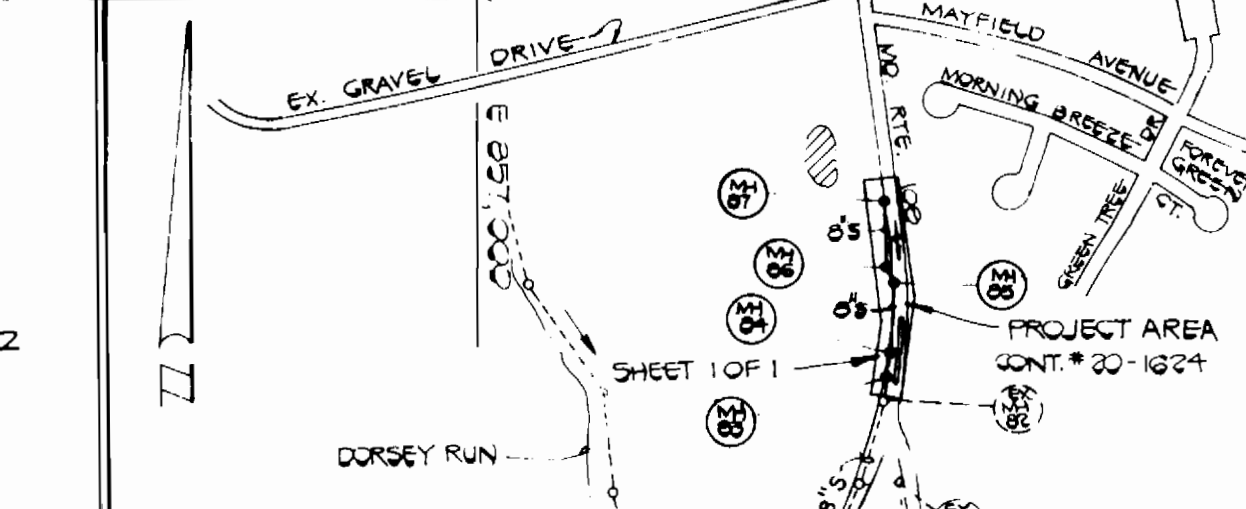 MAYFIELD AVENUE
EX. GRAVEL DRIVE
MD RTE. 108
MORNING BREEZE DR
FOREVER GREEN CT.
GREEN TREE
E 857,000
MH 87
8"S
MH 86
MH 85
MH 84
8"S
PROJECT AREA
CONT. # 20-1624
SHEET 1 OF 1
EX MH 82
MH 83
DORSEY RUN
8"S
2
N